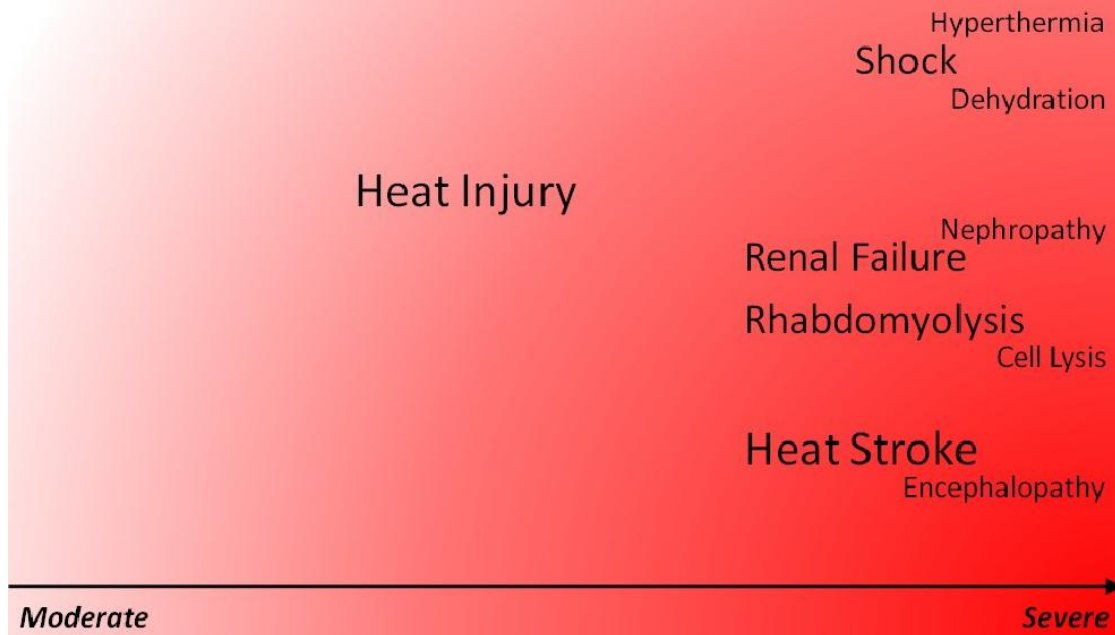 Hyperthermia
Shock
Dehydration
Heat Injury
Nephropathy
Renal Failure
Rhabdomyolysis
Cell Lysis
Heat Stroke
Encephalopathy
Moderate
Severe